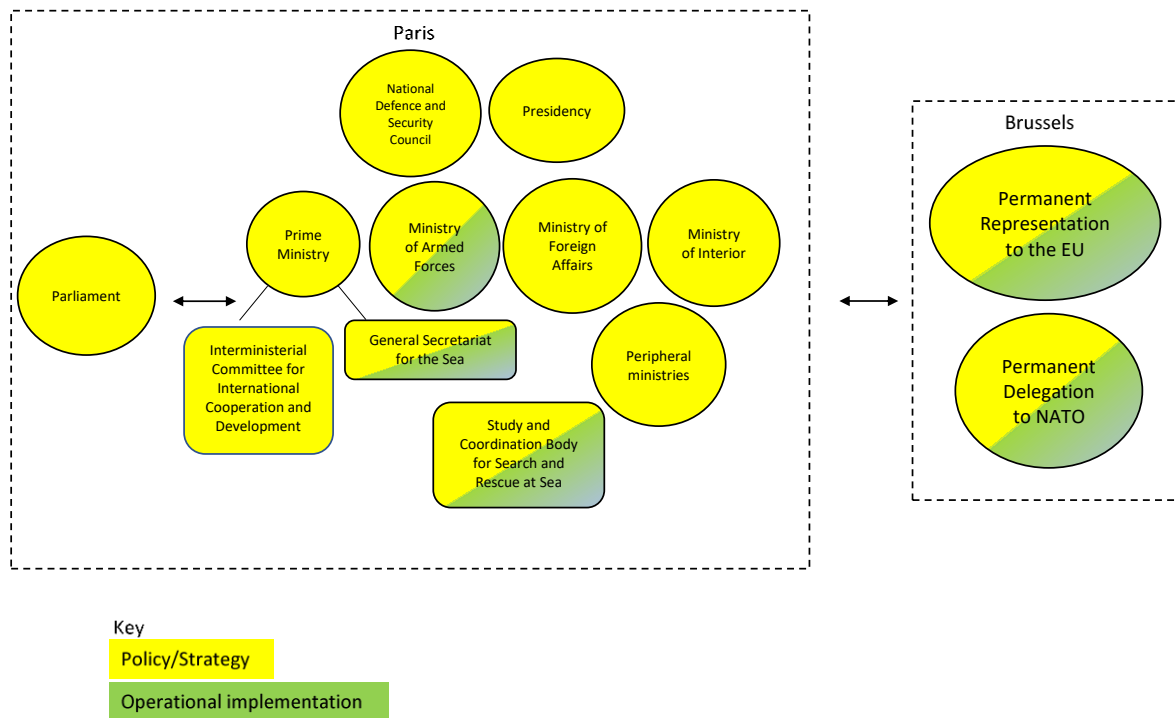 Paris
National
Defence and
Security
Council
Presidency
Brussels
Permanent
Representation
to the EU
Prime
Ministry
Ministry
of Armed
Forces
Ministry of
Foreign
Affairs
Ministry
of Interior
Parliament
General Secretariat
for the Sea
Interministerial
Committee for
International
Cooperation and
Development
Peripheral
ministries
Permanent
Delegation
to NATO
Study and
Coordination Body
for Search and
Rescue at Sea
Key
Policy/Strategy
Operational implementation